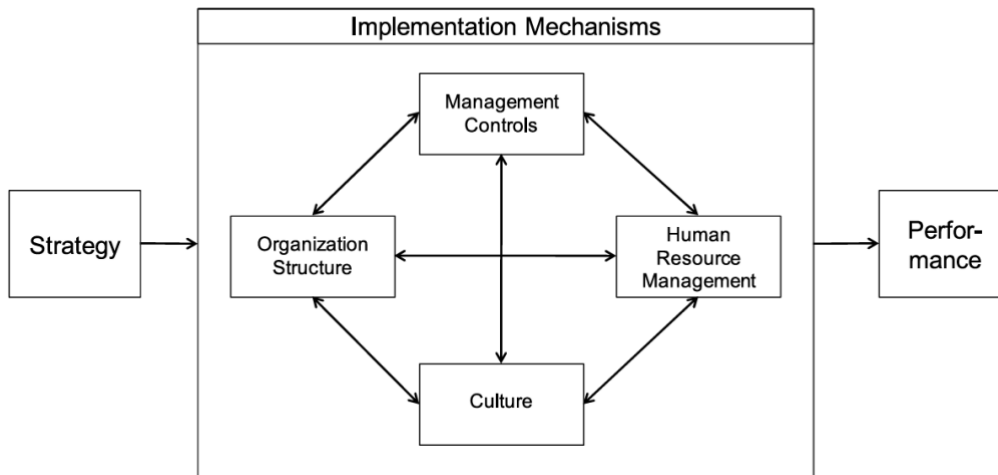 Implementation Mechanisms
Management
Controls
Strategy
Organization
Structure
Human
Resource
Management
Perfor-
mance
Culture